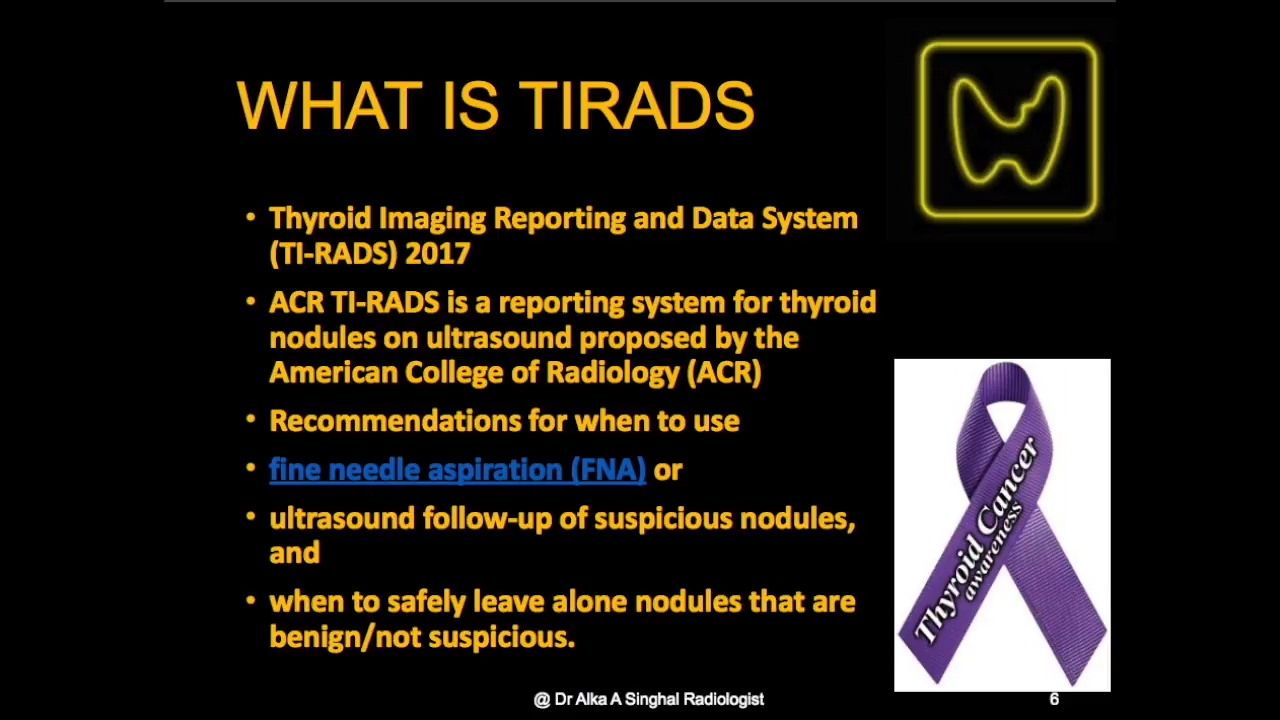 WHAT IS TIRADS
• Thyroid Imaging Reporting and Data System
(TI-RADS) 2017
• ACR TI-RADS is a reporting system for thyroid
nodules on ultrasound proposed by the
American College of Radiology (ACR)
• Recommendations for when to use
• fine needle aspiration (FNA) or
• ultrasound follow-up of suspicious nodules,
and
• when to safely leave alone nodules that are
benign/not suspicious.
Thyroid Cancer
awareness
@ Dr Alka A Singhal Radiologist
6